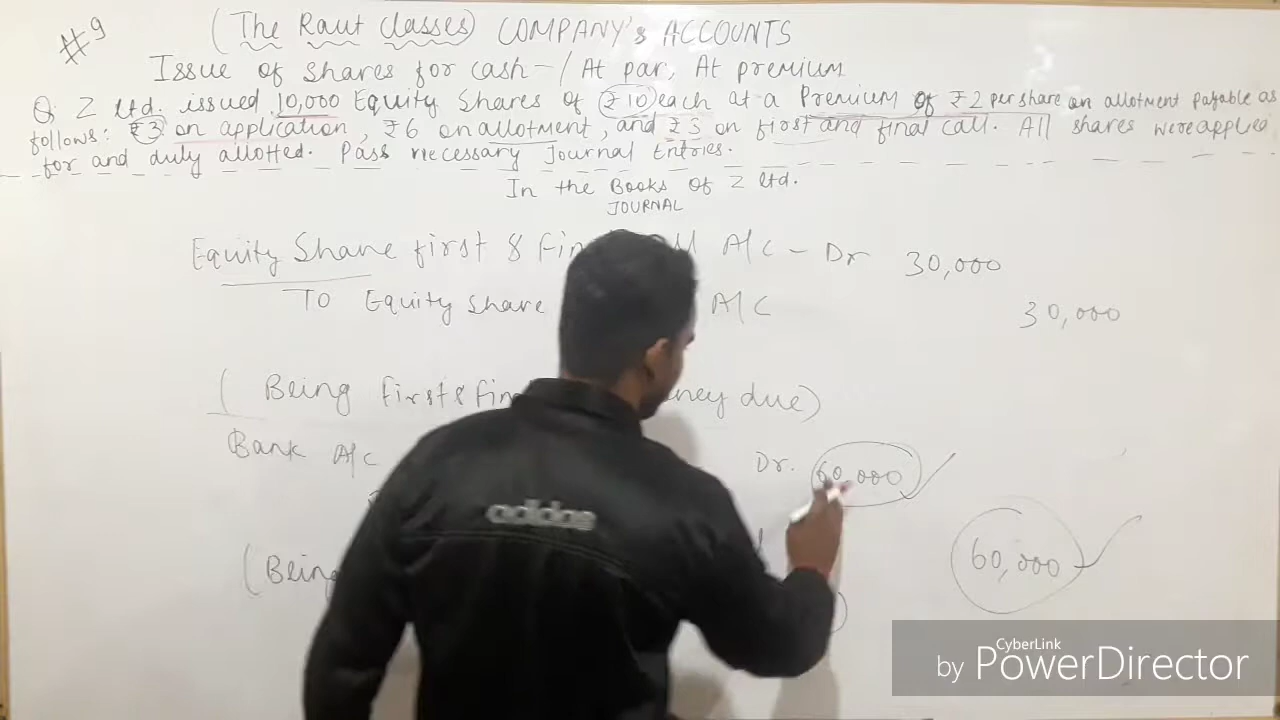 #9 (The Raut Classes) COMPANY's ACCOUNTS
Issue of shares for cash - / At par, At premium
Q. Z ltd. issued 10,000 Equity Shares of ₹10 each at a Premium of ₹2 per share on allotment payable as
follows: ₹3 on application, ₹6 on allotment, and ₹3 on first and final call. All shares were applied
for and duly allotted. Pass necessary Journal Entries.
In the Books of Z ltd.
JOURNAL
Equity Share first & A/C - Dr 30,000
To Equity Share A/C
30,000
(Being first & due)
Bank A/C Dr. 60,000
60,000
(Being
adidas
CyberLink
by PowerDirector